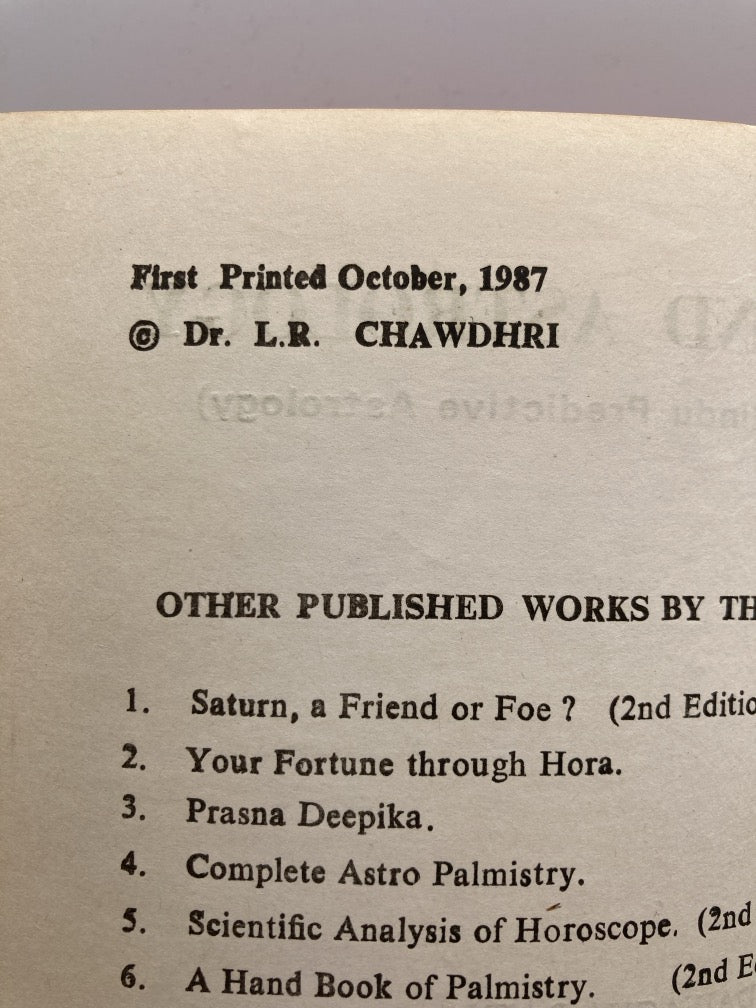 First Printed October, 1987
© Dr. L.R. CHAWDHRI
OTHER PUBLISHED WORKS BY
1. Saturn, a Friend or Foe ? (2nd
2. Your Fortune through Hora.
3. Prasna Deepika.
4. Complete Astro Palmistry.
5. Scientific Analysis of Horoscope. (2nd
6. A Hand Book of Palmistry. (2nd